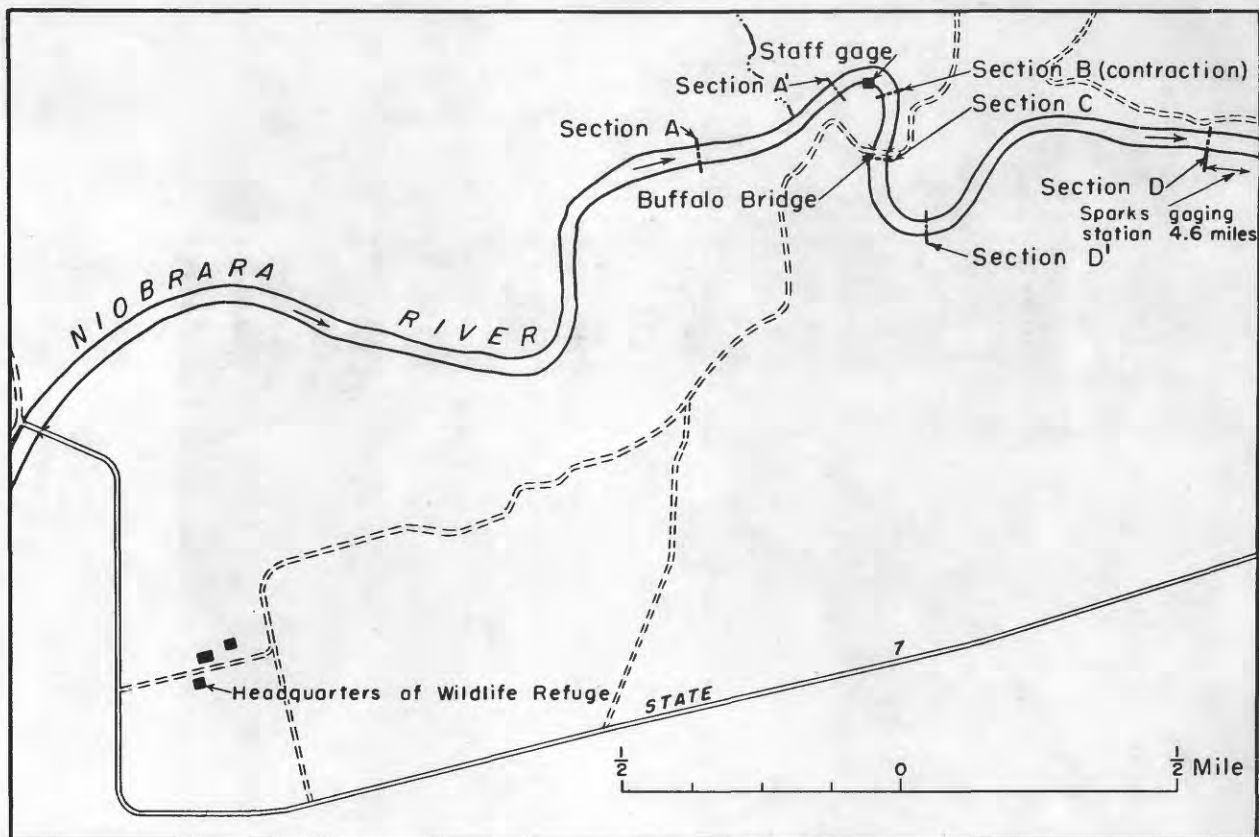 Staff gage
Section A'
Section B (contraction)
Section C
Section A
Buffalo Bridge
Section D
Sparks gaging
station 4.6 miles
Section D'
NIOBRARA
RIVER
Headquarters of Wildlife Refuge
STATE 7
1/2 0 1/2 Mile